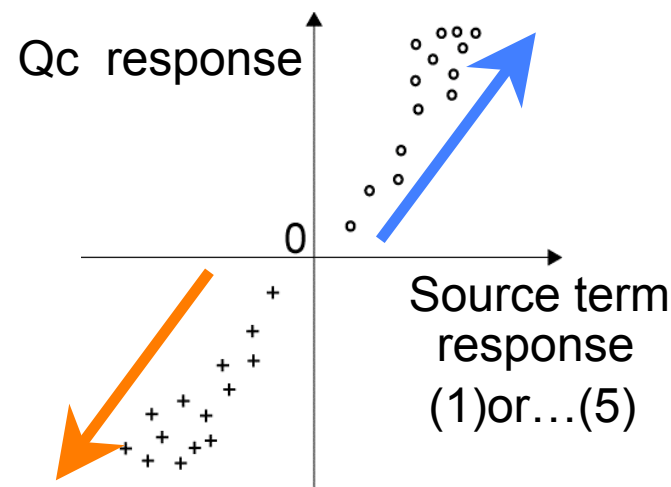 Qc response
0
Source term
response
(1)or…(5)